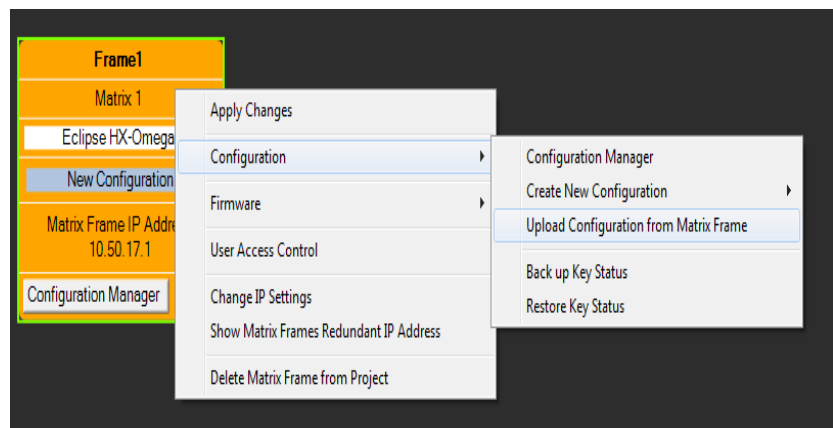 Frame1
Matrix 1
Eclipse HX-Omega
New Configuration
Matrix Frame IP
10.50.17.1
Configuration Manager
Apply Changes
Configuration
Firmware
User Access Control
Change IP Settings
Show Matrix Frames Redundant IP Address
Delete Matrix Frame from Project
Configuration Manager
Create New Configuration
Upload Configuration from Matrix Frame
Back up Key Status
Restore Key Status